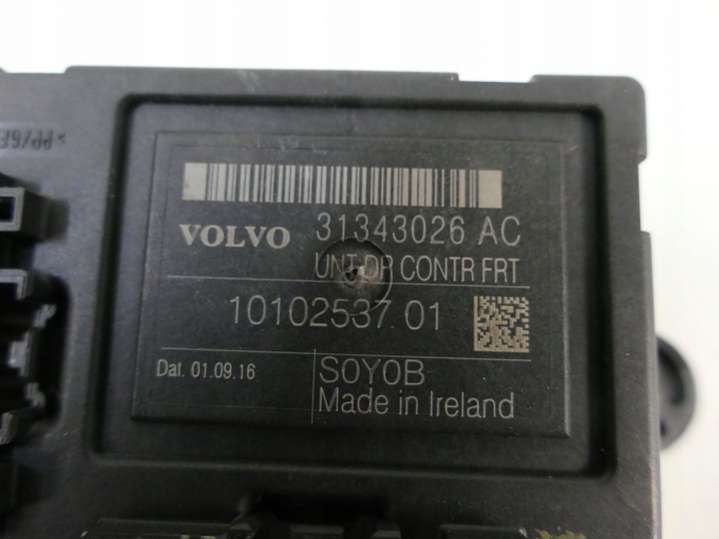 VOLVO 31343026 AC
UNT DR CONTR FRT
10102537 01
Dat. 01.09.16
S0Y0B
Made in Ireland